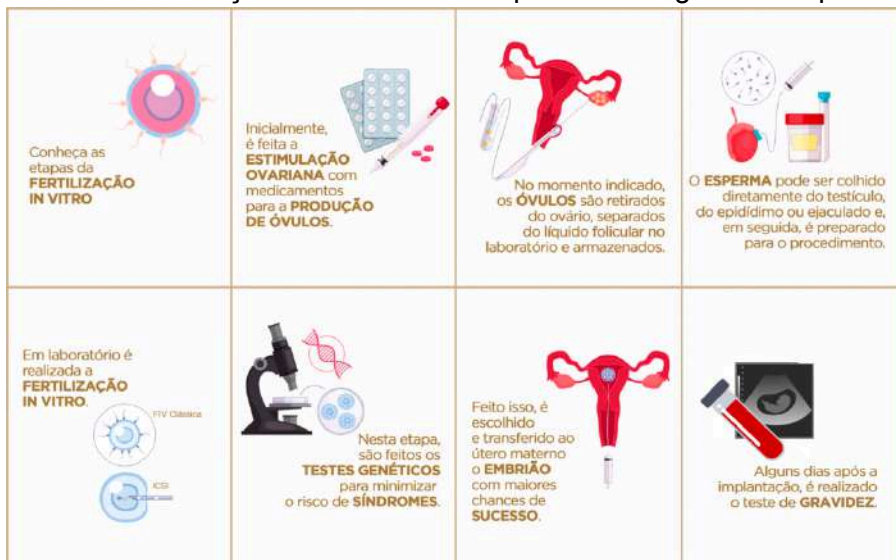 Conheça as
etapas da
FERTILIZAÇÃO
IN VITRO
Inicialmente,
é feita a
ESTIMULAÇÃO
OVARIANA com
medicamentos
para a PRODUÇÃO
DE ÓVULOS.
No momento indicado,
os ÓVULOS são retirados
do ovário, separados
do líquido folicular no
laboratório e armazenados.
O ESPERMA pode ser colhido
diretamente do testículo,
do epidídimo ou ejaculado e,
em seguida, é preparado
para o procedimento.
Em laboratório é
realizada a
FERTILIZAÇÃO
IN VITRO.
FIV Clássica
ICSI
Nesta etapa,
são feitos os
TESTES GENÉTICOS
para minimizar
o risco de SÍNDROMES.
Feito isso, é
escolhido
e transferido ao
útero materno
o EMBRIÃO
com maiores
chances de
SUCESSO.
Alguns dias após a
implantação, é realizado
o teste de GRAVIDEZ.